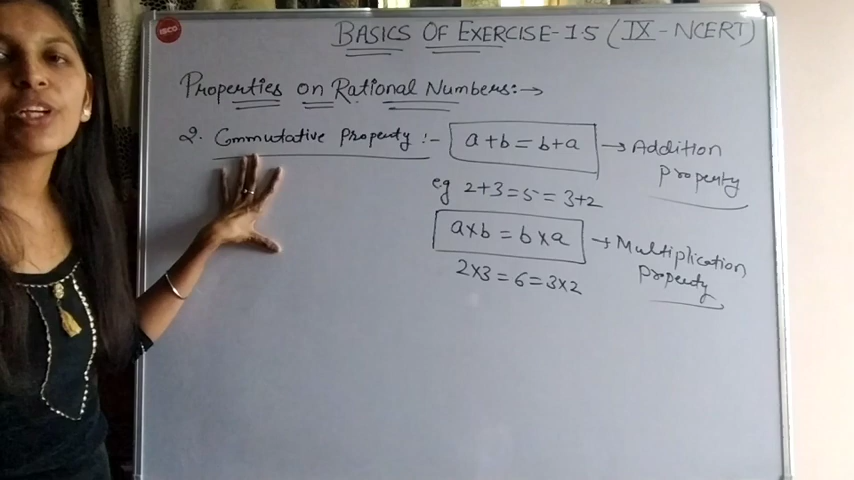 IBCO
BASICS OF EXERCISE-1.5 (IX - NCERT)
Properties on Rational Numbers:→
2. Commutative Property :- a+b=b+a → Addition Property
eg 2+3=5=3+2
a×b=b×a → Multiplication Property
2×3=6=3×2